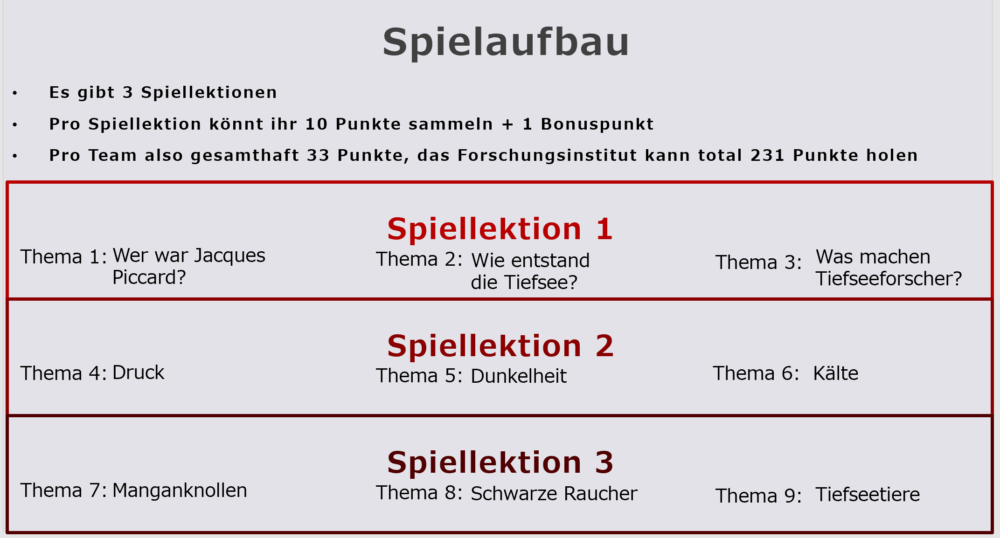 Spielaufbau
• Es gibt 3 Spiellektionen
• Pro Spiellektion könnt ihr 10 Punkte sammeln + 1 Bonuspunkt
• Pro Team also gesamthaft 33 Punkte, das Forschungsinstitut kann total 231 Punkte holen
Spiellektion 1
Thema 1: Wer war Jacques
Piccard?
Thema 2: Wie entstand
die Tiefsee?
Thema 3: Was machen
Tiefseeforscher?
Spiellektion 2
Thema 4: Druck
Thema 5: Dunkelheit
Thema 6: Kälte
Spiellektion 3
Thema 7: Manganknollen
Thema 8: Schwarze Raucher
Thema 9: Tiefseetiere